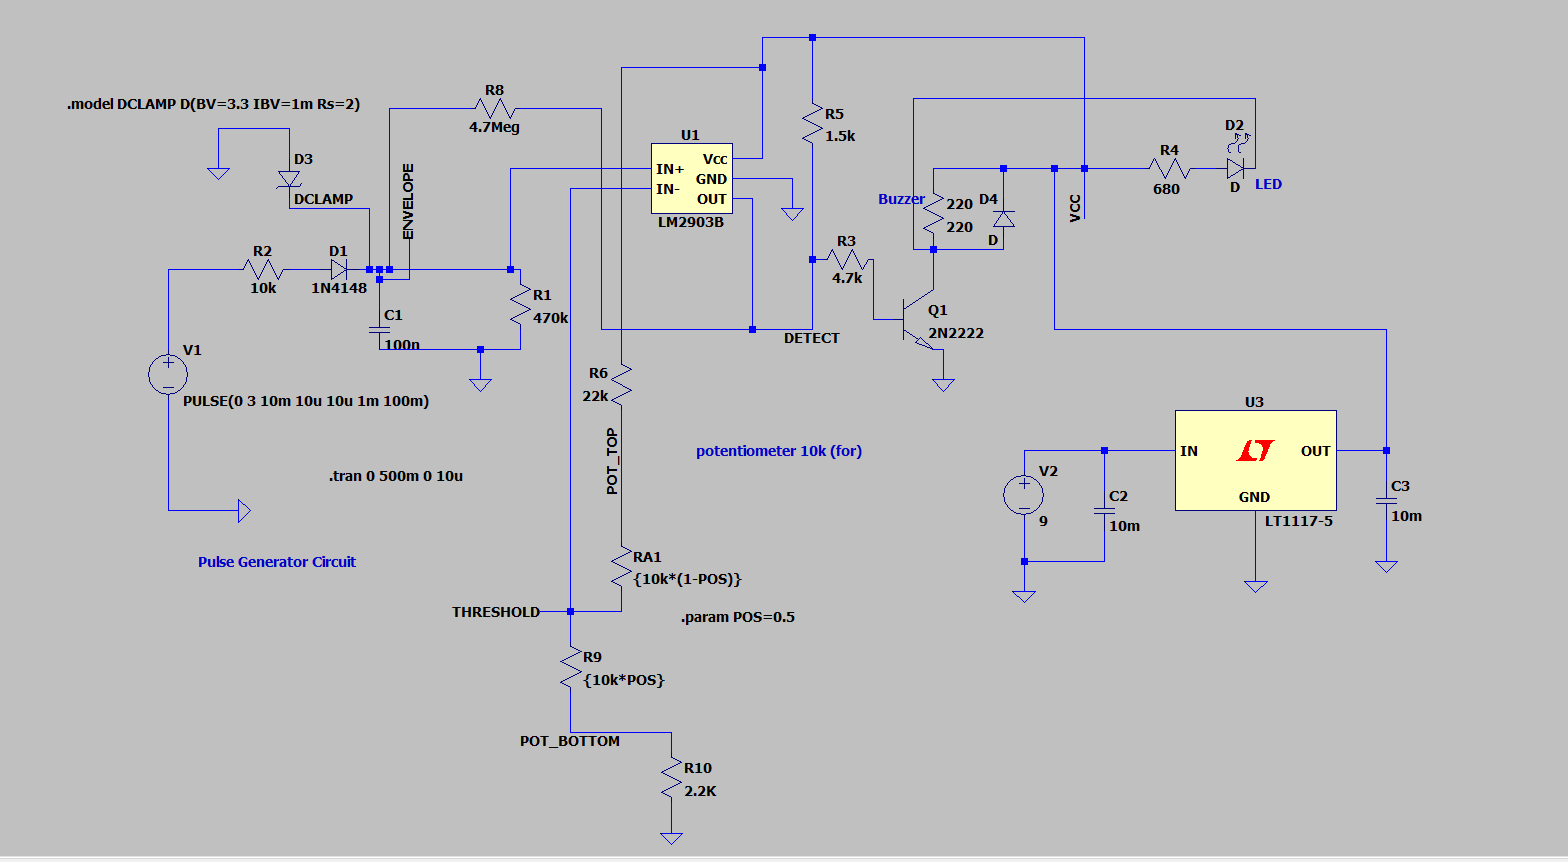 .model DCLAMP D(BV=3.3 IBV=1m Rs=2)
R8
4.7Meg
R5
1.5k
U1
VCC
GND
OUT
IN+
IN-
LM2903B
D3
DCLAMP
ENVELOPE
R2
10k
D1
1N4148
C1
100n
R1
470k
V1
PULSE(0 3 10m 10u 10u 1m 100m)
.tran 0 500m 0 10u
Pulse Generator Circuit
Buzzer
220
220
D4
D
VCC
R4
680
D2
D
LED
R3
4.7k
Q1
2N2222
DETECT
R6
22k
POT_TOP
potentiometer 10k (for)
RA1
{10k*(1-POS)}
THRESHOLD
.param POS=0.5
R9
{10k*POS}
POT_BOTTOM
R10
2.2K
U3
IN
OUT
GND
LT1117-5
V2
9
C2
10m
C3
10m